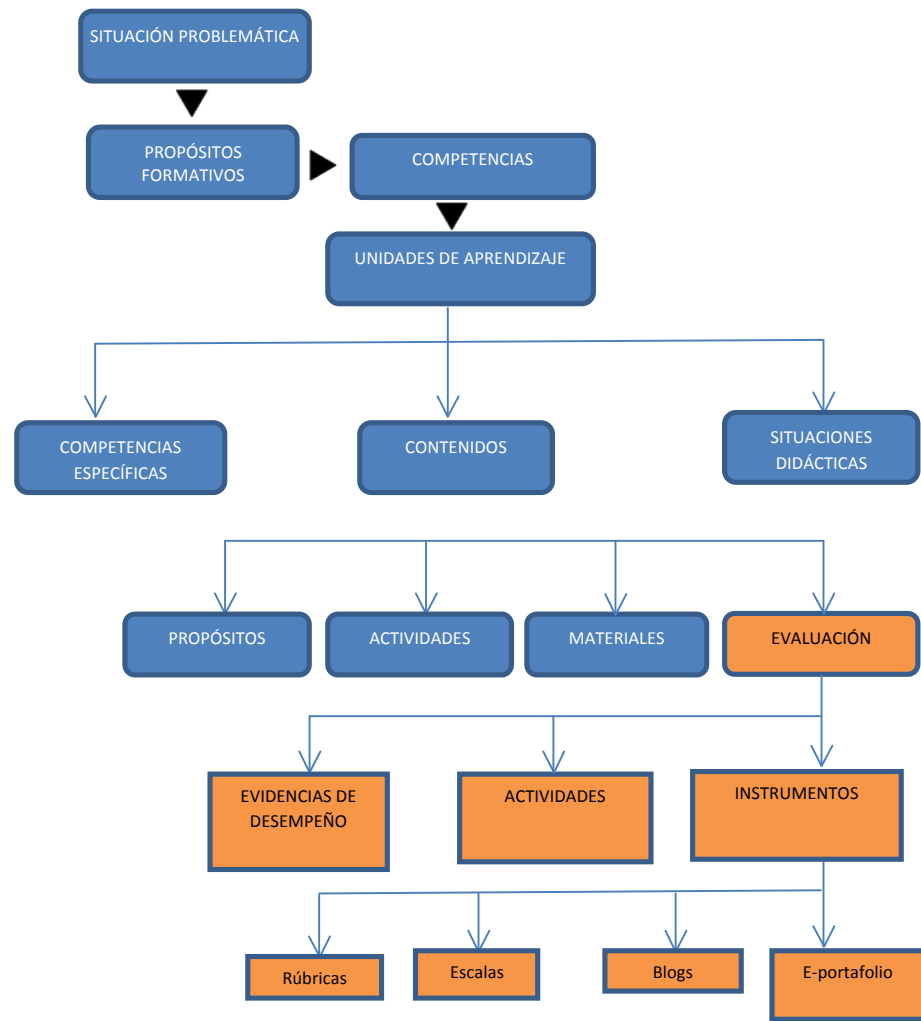 SITUACIÓN PROBLEMÁTICA
PROPÓSITOS
FORMATIVOS
COMPETENCIAS
UNIDADES DE APRENDIZAJE
COMPETENCIAS
ESPECÍFICAS
CONTENIDOS
SITUACIONES
DIDÁCTICAS
PROPÓSITOS
ACTIVIDADES
MATERIALES
EVALUACIÓN
EVIDENCIAS DE
DESEMPEÑO
ACTIVIDADES
INSTRUMENTOS
Rúbricas
Escalas
Blogs
E-portafolio